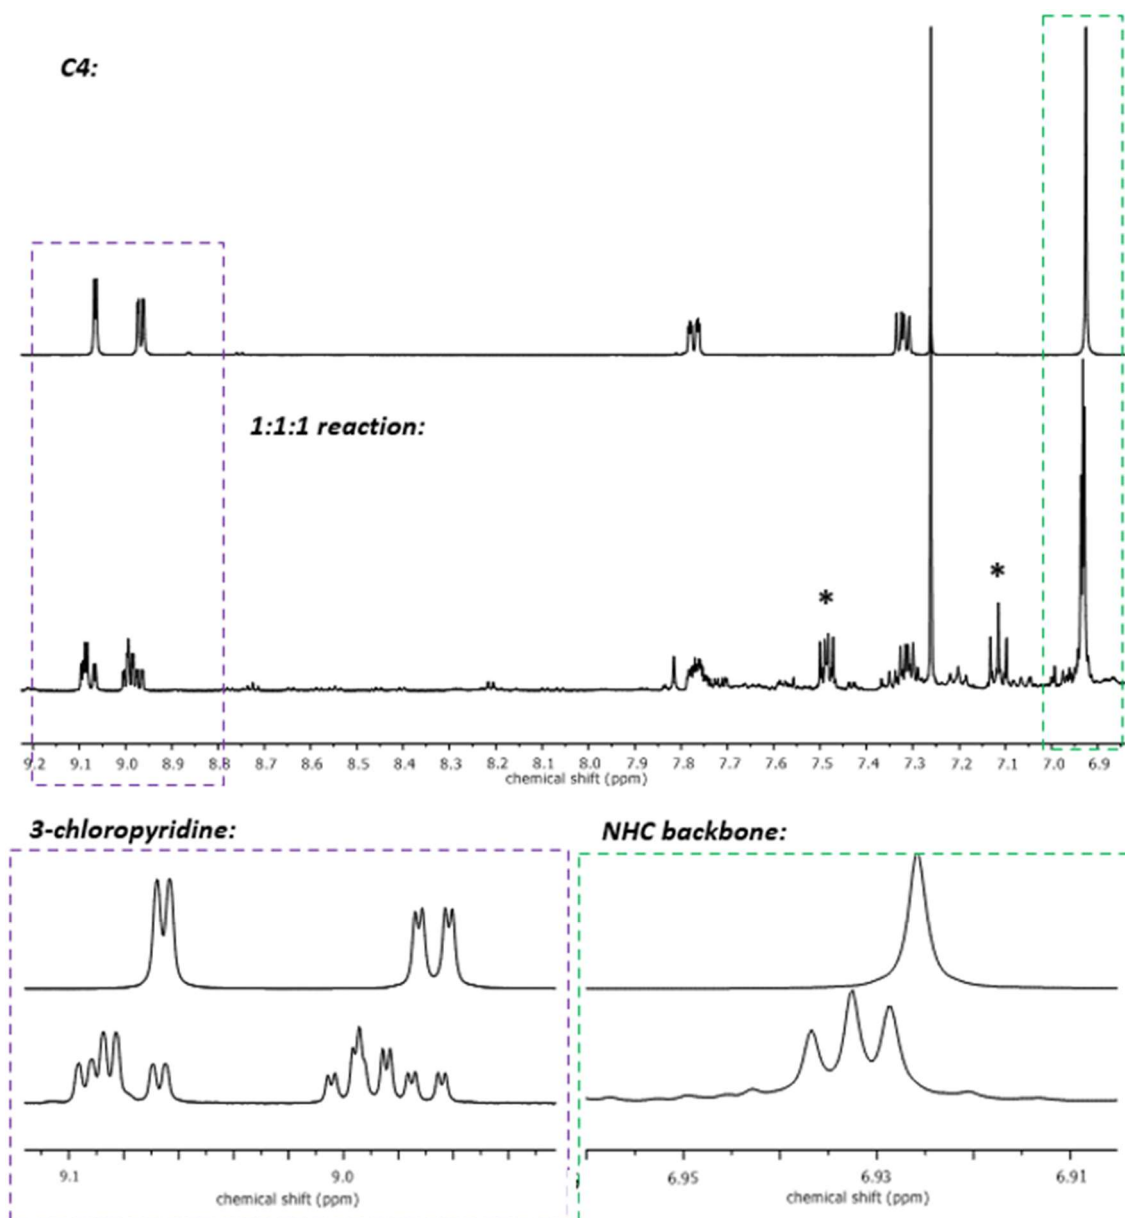 C4:
1:1:1 reaction:
*
*
9.2 9.1 9.0 8.9 8.8 8.7 8.6 8.5 8.4 8.3 8.2 8.1 8.0 7.9 7.8 7.7 7.6 7.5 7.4 7.3 7.2 7.1 7.0 6.9
chemical shift (ppm)
3-chloropyridine:
NHC backbone:
9.1 9.0
chemical shift (ppm)
6.95 6.93 6.91
chemical shift (ppm)